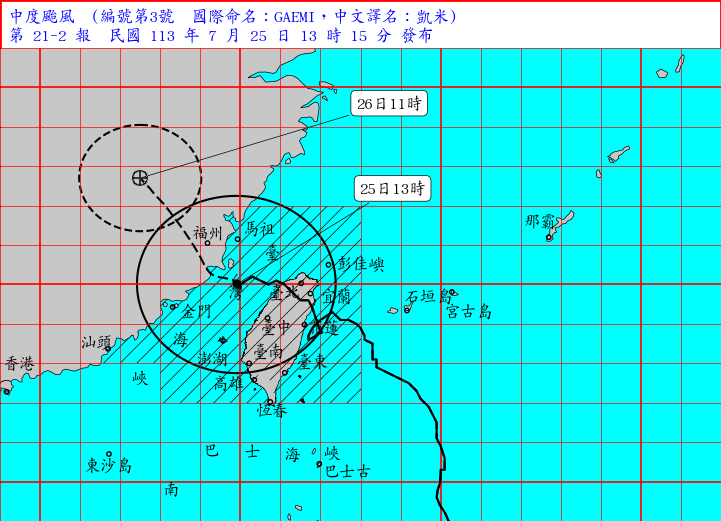 中度颱風 (編號第3號 國際命名：GAEMI，中文譯名：凱米)
第 21-2 報 民國 113 年 7 月 25 日 13 時 15 分 發布
26日11時
25日13時
那霸
福州
馬祖
臺
彭佳嶼
灣
臺北
宜蘭
石垣島
宮古島
金門
臺中
蓮
海
汕頭
澎湖
臺南
臺東
香港
峽
高雄
恆春
巴 士 海 峽
東沙島
巴士古
南